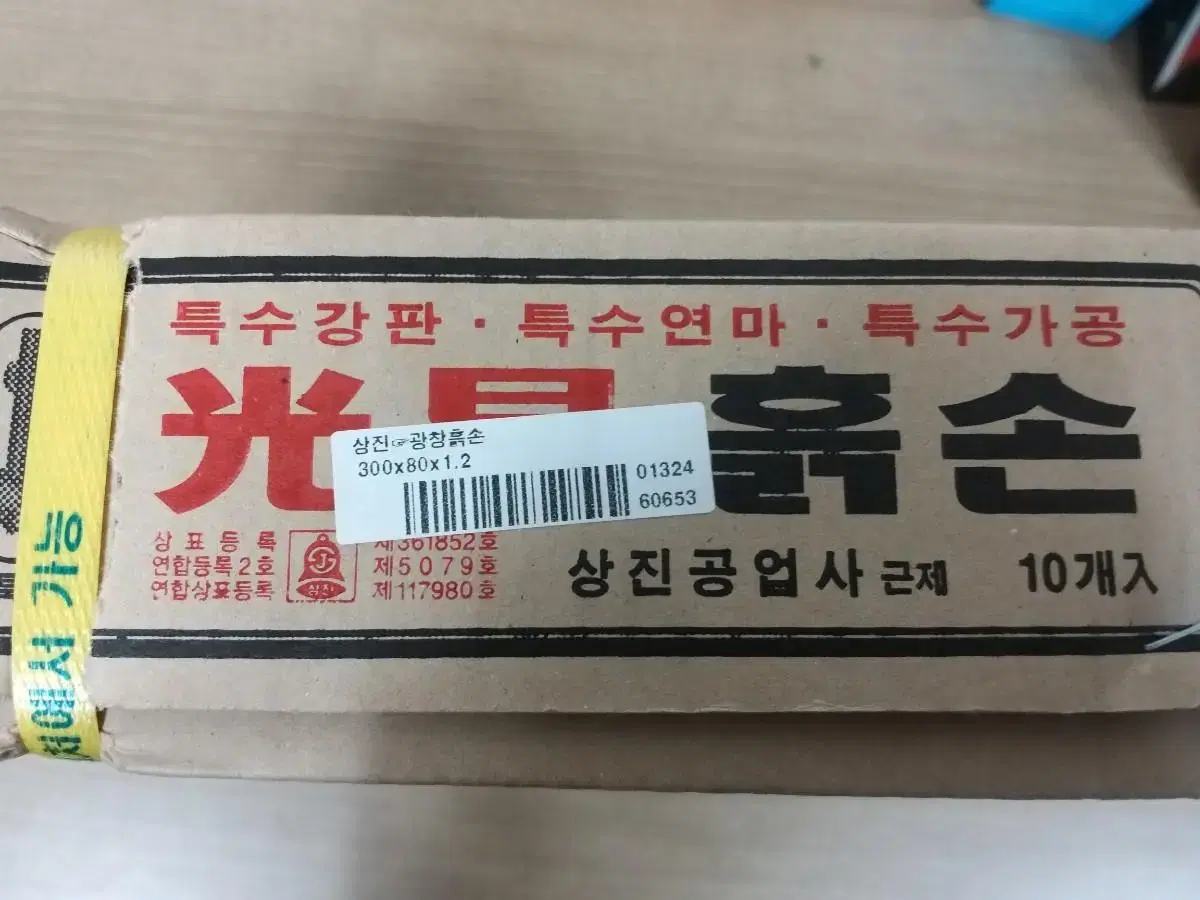 특수강판 · 특수연마 · 특수가공
光 흙손
상진☞광창흙손
300x80x1.2
01324
60653
상표등록 제361852호
연합등록2호 제5079호
연합상표등록 제117980호
상진
상진공업사 근제 10개入
에서 가능